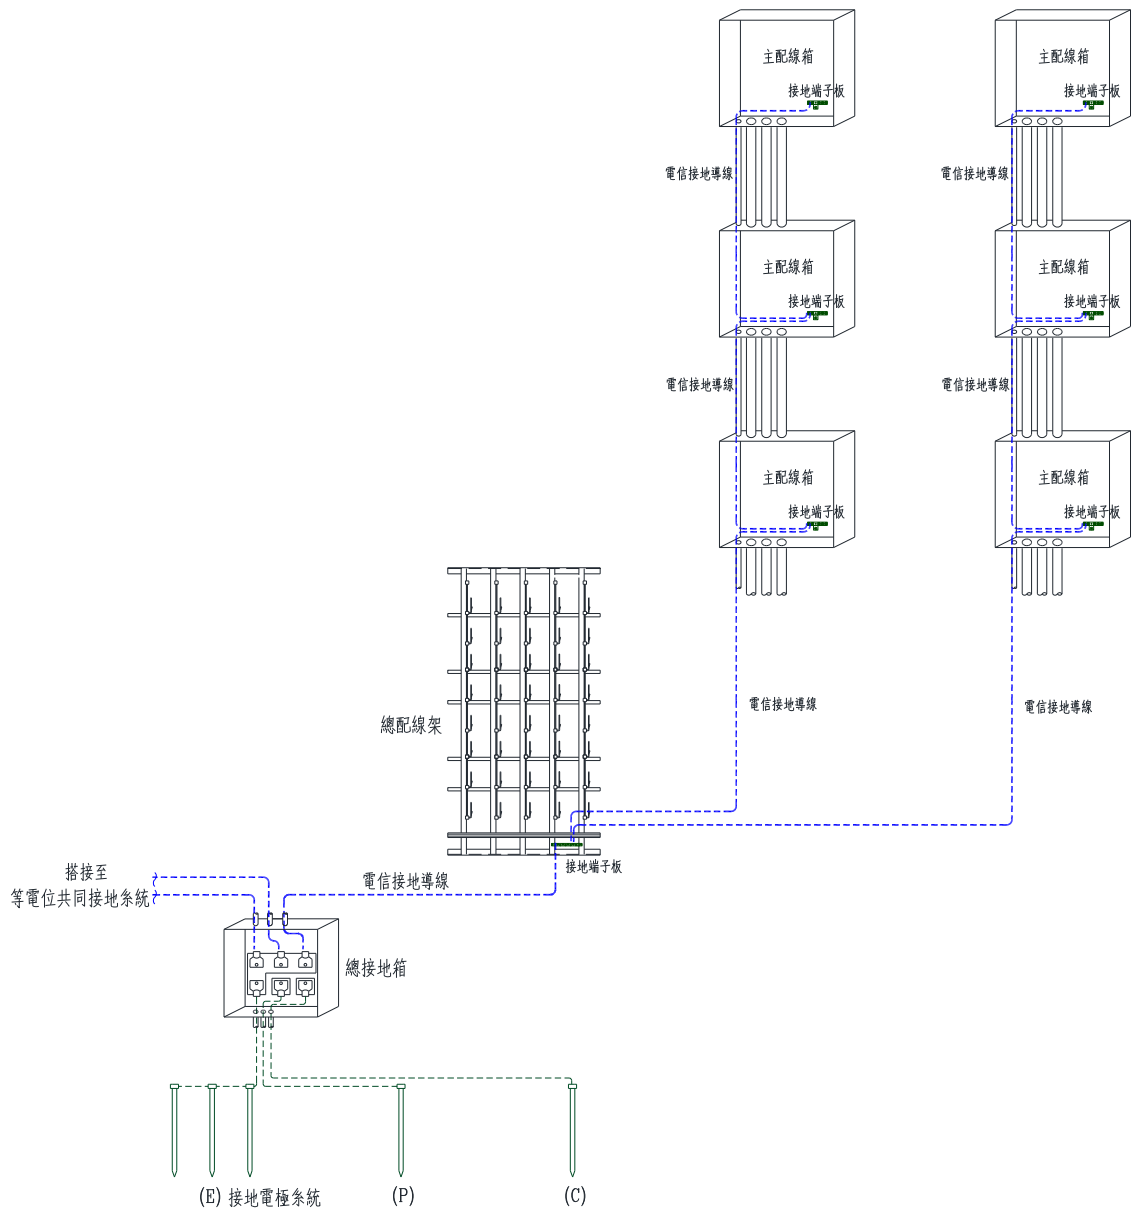 主配線箱
接地端子板
主配線箱
接地端子板
電信接地導線
電信接地導線
主配線箱
接地端子板
主配線箱
接地端子板
電信接地導線
電信接地導線
主配線箱
接地端子板
主配線箱
接地端子板
電信接地導線
電信接地導線
總配線架
接地端子板
搭接至
等電位共同接地系統
電信接地導線
總接地箱
(E) 接地電極系統
(P)
(C)